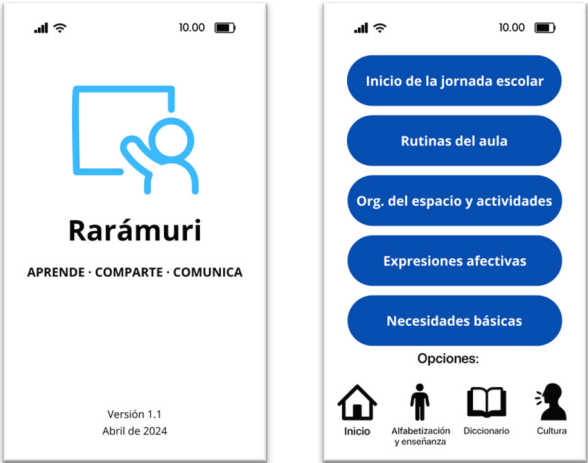 10.00
Rarámuri
APRENDE · COMPARTE · COMUNICA
Versión 1.1
Abril de 2024
10.00
Inicio de la jornada escolar
Rutinas del aula
Org. del espacio y actividades
Expresiones afectivas
Necesidades básicas
Opciones:
Inicio
Alfabetización
y enseñanza
Diccionario
Cultura